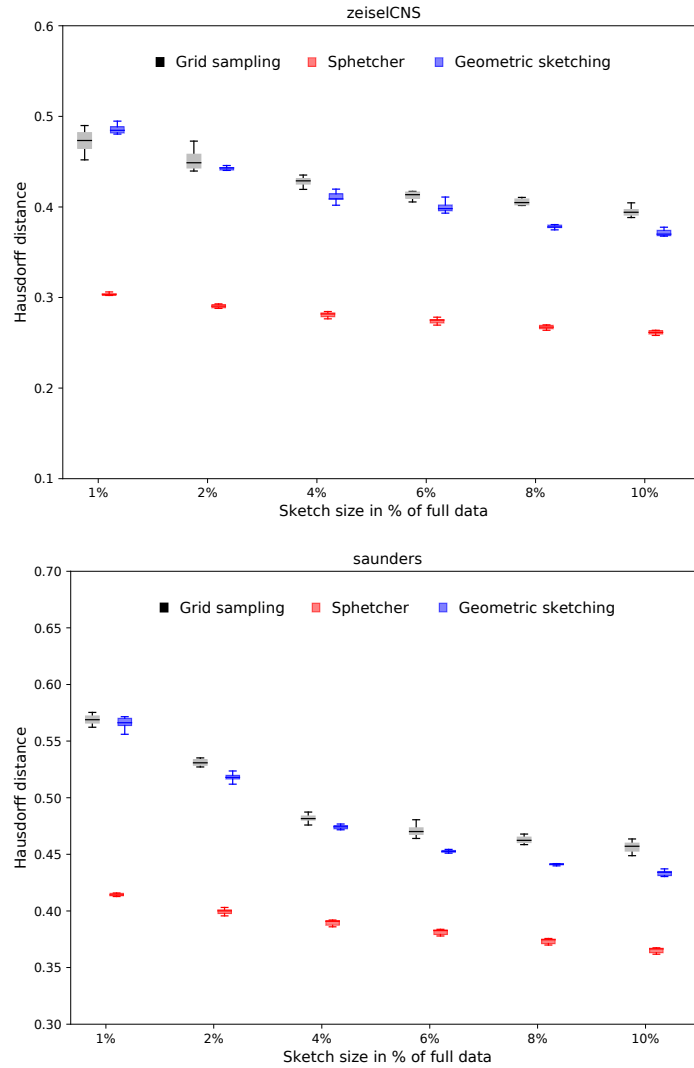 zeiselCNS
0.6
Grid sampling Sphetcher Geometric sketching
0.5
0.4
Hausdorff distance
0.3
0.2
0.1
1% 2% 4% 6% 8% 10%
Sketch size in % of full data
saunders
0.70
Grid sampling Sphetcher Geometric sketching
0.65
0.60
0.55
Hausdorff distance
0.50
0.45
0.40
0.35
0.30
1% 2% 4% 6% 8% 10%
Sketch size in % of full data